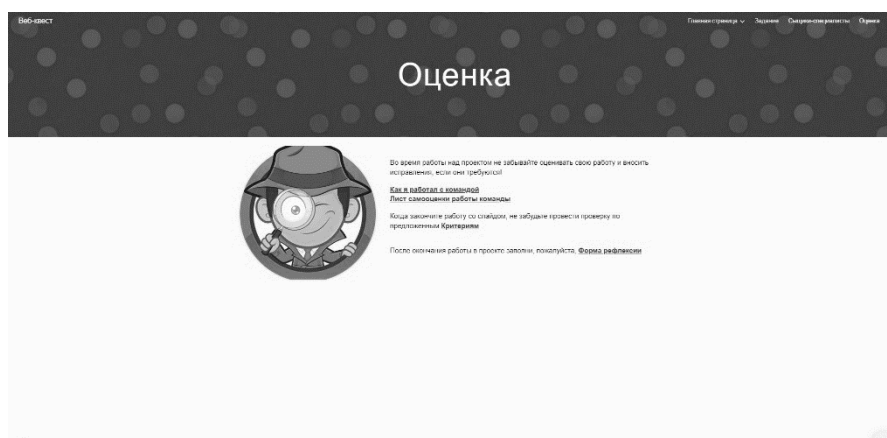 Веб-квест
Главная страница Задание Сыщики-специалисты Оценка
Оценка
Во время работы над проектом не забывайте оценивать свою работу и вносить
исправления, если они требуются!
Как я работал с командой
Лист самооценки работы команды
Когда закончите работу со слайдом, не забудьте провести проверку по
предложенным Критериям
После окончания работы в проекте заполни, пожалуйста, Форма рефлексии